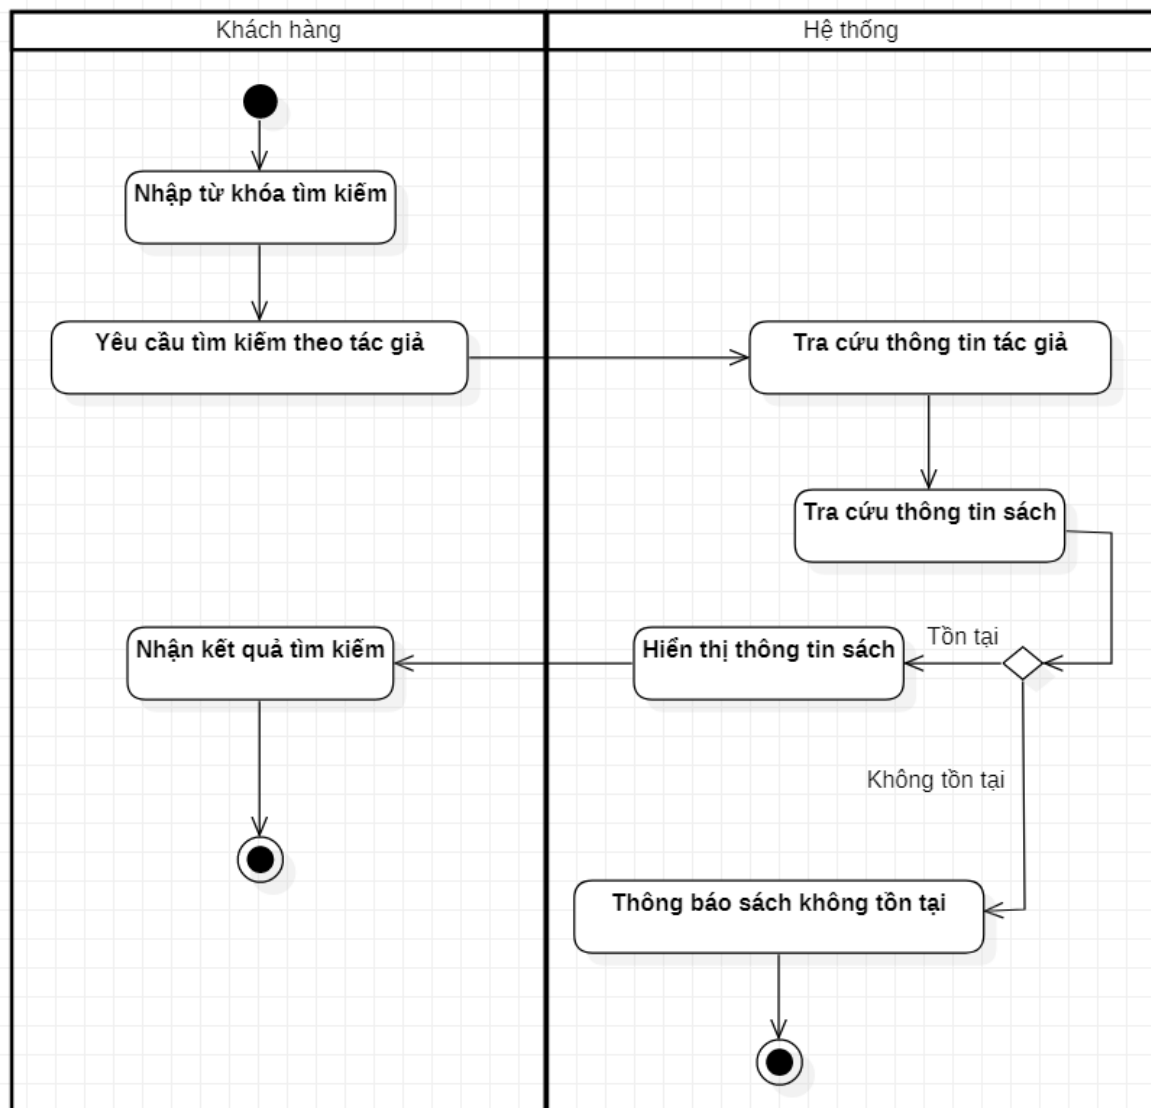 Khách hàng
Hệ thống
Nhập từ khóa tìm kiếm
Yêu cầu tìm kiếm theo tác giả
Tra cứu thông tin tác giả
Tra cứu thông tin sách
Tồn tại
Nhận kết quả tìm kiếm
Hiển thị thông tin sách
Không tồn tại
Thông báo sách không tồn tại